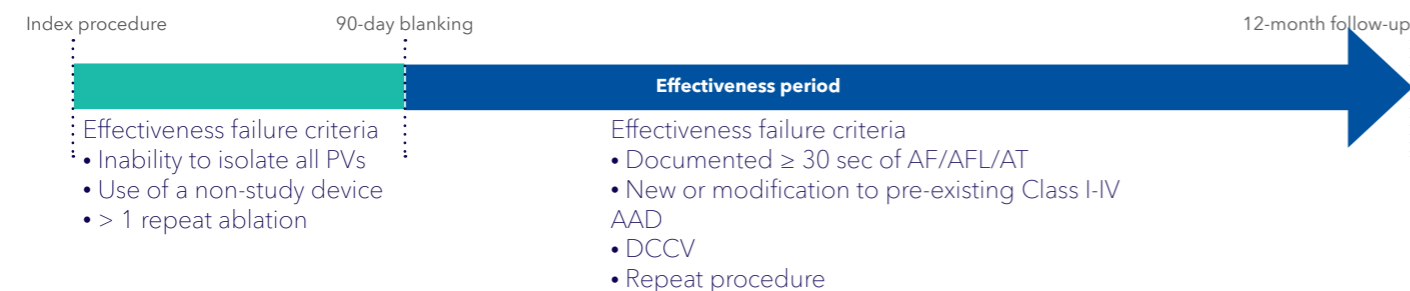 Index procedure
90-day blanking
12-month follow-up
Effectiveness period
Effectiveness failure criteria
• Inability to isolate all PVs
• Use of a non-study device
• > 1 repeat ablation
Effectiveness failure criteria
• Documented ≥ 30 sec of AF/AFL/AT
• New or modification to pre-existing Class I-IV
AAD
• DCCV
• Repeat procedure